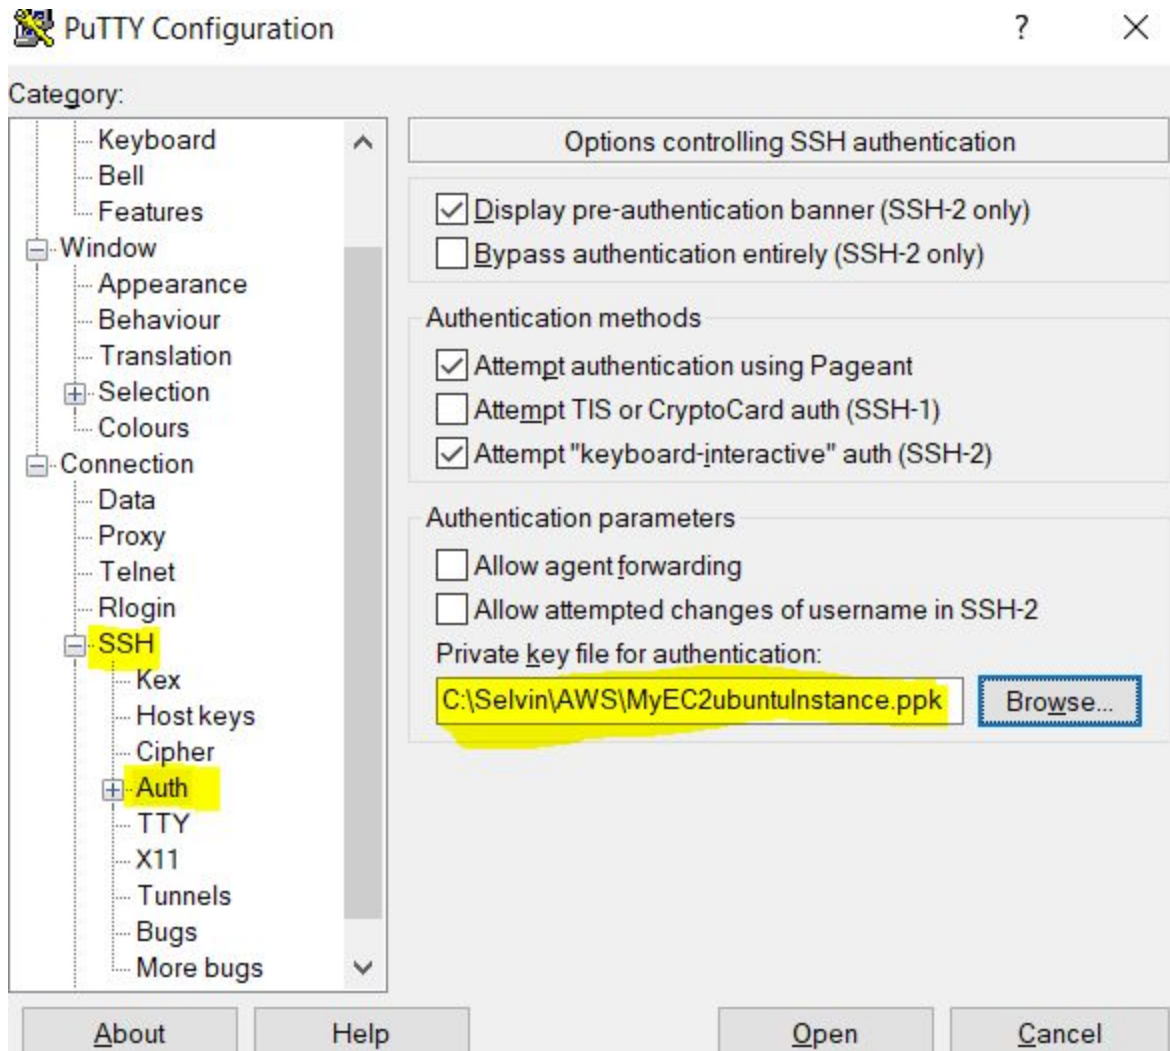 PuTTY Configuration
?
Category:
Keyboard
Bell
Features
Window
Appearance
Behaviour
Translation
Selection
Colours
Connection
Data
Proxy
Telnet
Rlogin
SSH
Kex
Host keys
Cipher
Auth
TTY
X11
Tunnels
Bugs
More bugs
Options controlling SSH authentication
Display pre-authentication banner (SSH-2 only)
Bypass authentication entirely (SSH-2 only)
Authentication methods
Attempt authentication using Pageant
Attempt TIS or CryptoCard auth (SSH-1)
Attempt "keyboard-interactive" auth (SSH-2)
Authentication parameters
Allow agent forwarding
Allow attempted changes of username in SSH-2
Private key file for authentication:
C:\Selvin\AWS\MyEC2ubuntuInstance.ppk
Browse...
About
Help
Open
Cancel